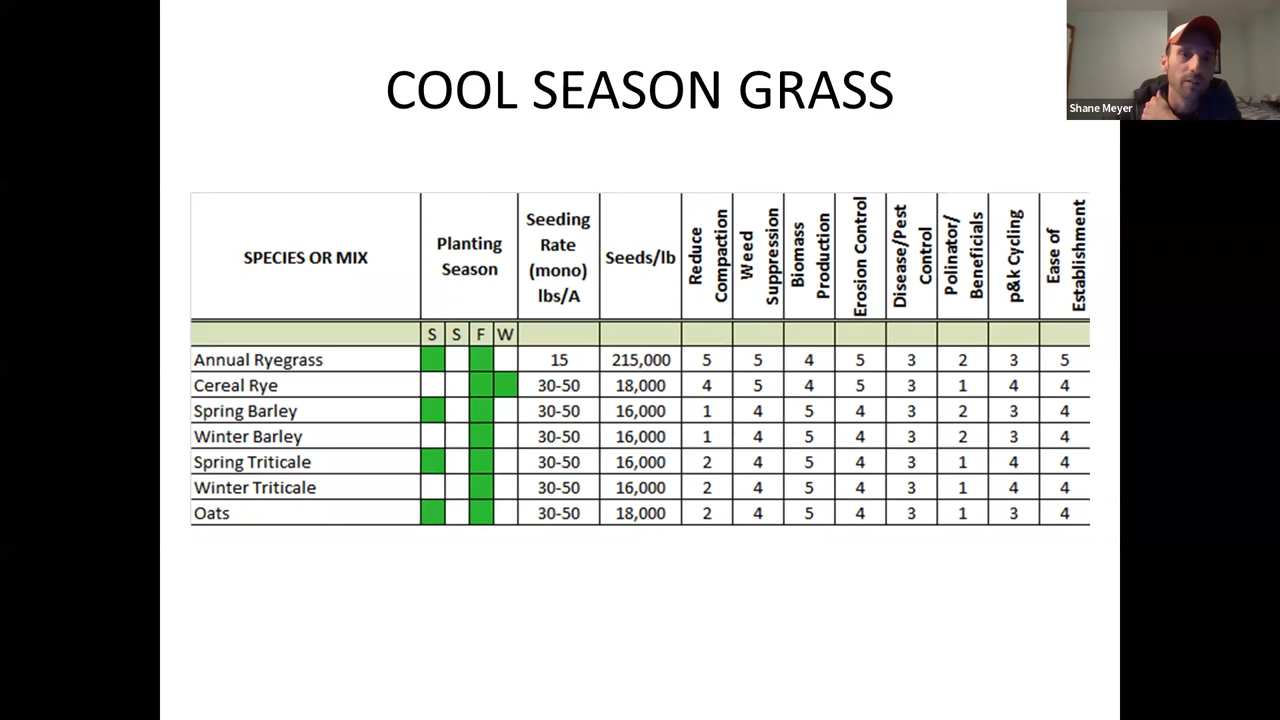 COOL SEASON GRASS
Shane Meyer
SPECIES OR MIX
Planting
Season
Seeding
Rate
(mono)
lbs/A
Seeds/lb
Reduce
Compaction
Weed
Suppression
Biomass
Production
Erosion Control
Disease/Pest
Control
Polinator/
Beneficials
p&k Cycling
Ease of
Establishment
S S F W
Annual Ryegrass 15 215,000 5 5 4 5 3 2 3 5
Cereal Rye 30-50 18,000 4 5 4 5 3 1 4 4
Spring Barley 30-50 16,000 1 4 5 4 3 2 3 4
Winter Barley 30-50 16,000 1 4 5 4 3 2 3 4
Spring Triticale 30-50 16,000 2 4 5 4 3 1 4 4
Winter Triticale 30-50 16,000 2 4 5 4 3 1 4 4
Oats 30-50 18,000 2 4 5 4 3 1 3 4